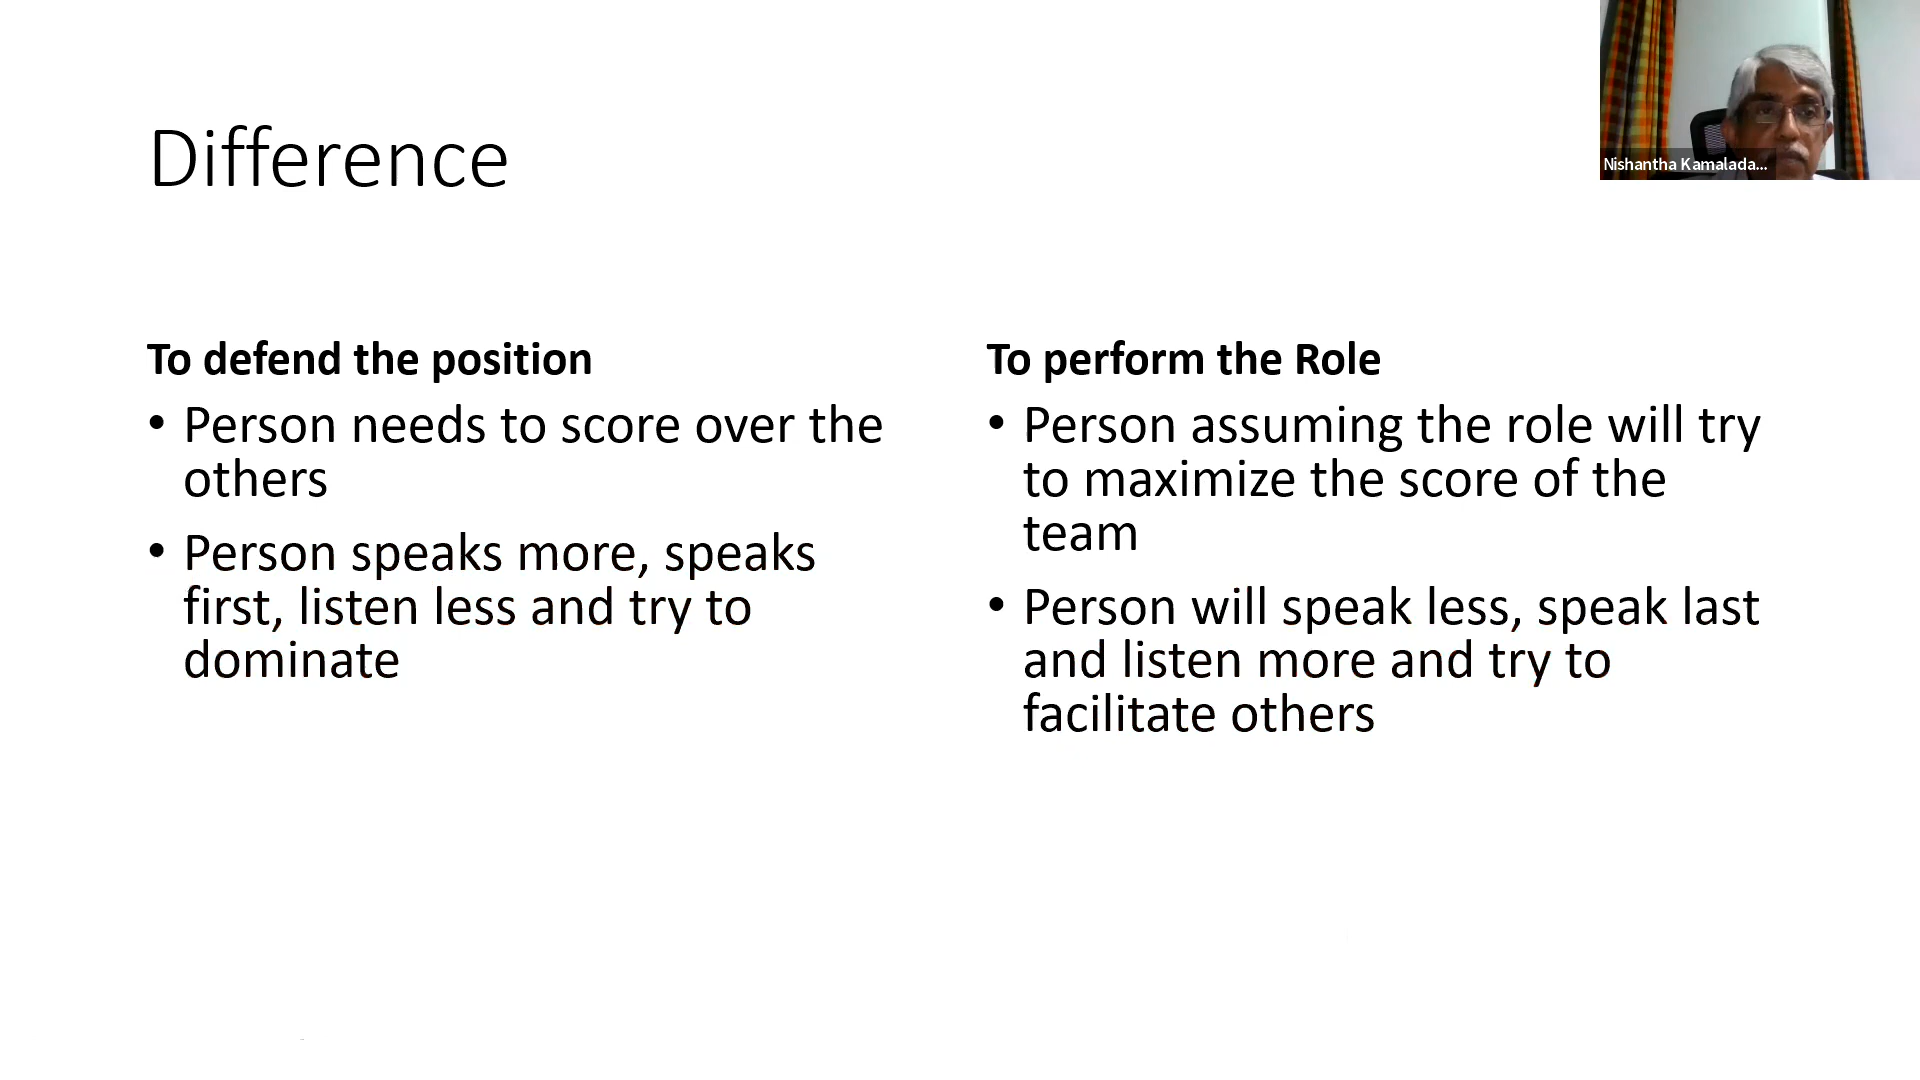 Nishantha Kamalada...
Difference
To defend the position
• Person needs to score over the
others
• Person speaks more, speaks
first, listen less and try to
dominate
To perform the Role
• Person assuming the role will try
to maximize the score of the
team
• Person will speak less, speak last
and listen more and try to
facilitate others